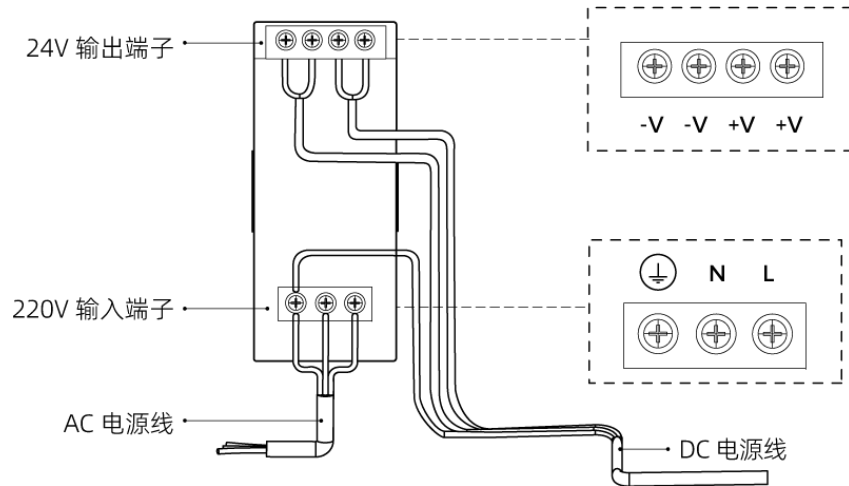 24V 输出端子
-V -V +V +V
N L
220V 输入端子
AC 电源线
DC 电源线